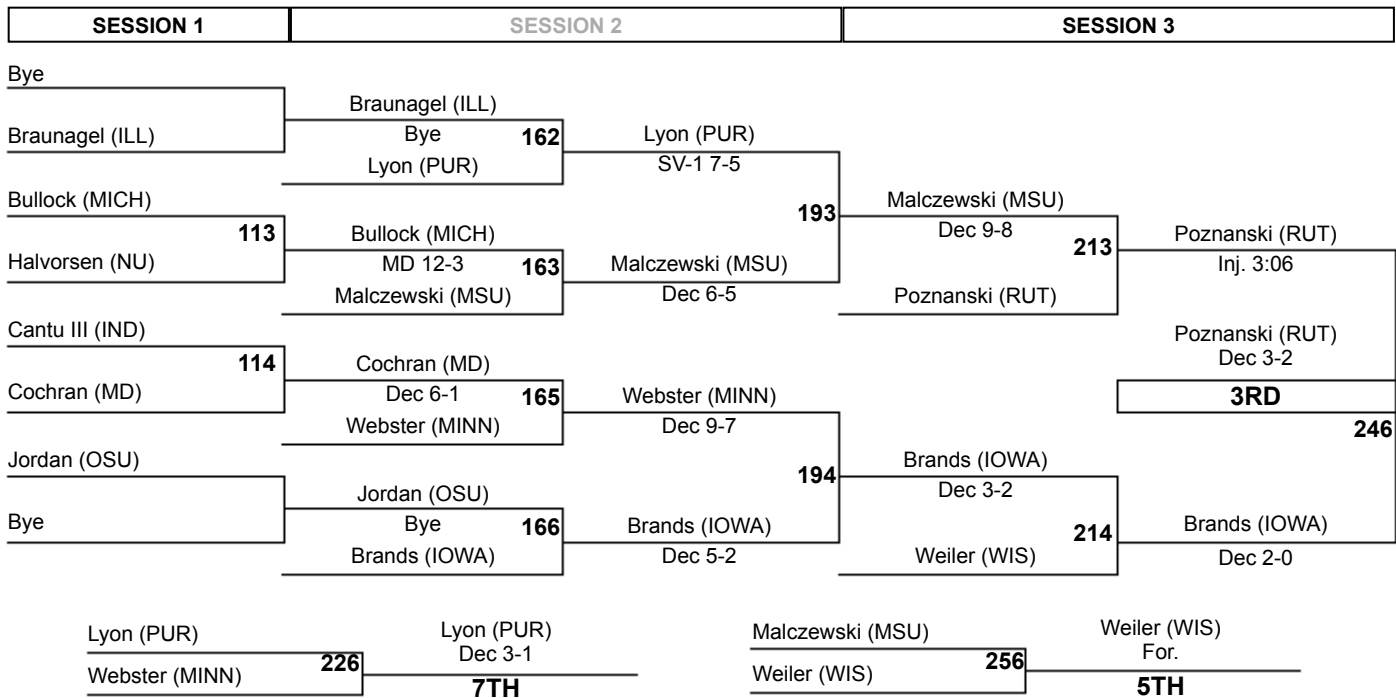 SESSION 1 SESSION 2 SESSION 3
Bye
Braunagel (ILL)
Braunagel (ILL)
Bye
162
Lyon (PUR)
Lyon (PUR)
SV-1 7-5
Bullock (MICH)
113
Halvorsen (NU)
Bullock (MICH)
MD 12-3
163
Malczewski (MSU)
Malczewski (MSU)
Dec 6-5
193
Malczewski (MSU)
Dec 9-8
213
Poznanski (RUT)
Poznanski (RUT)
Inj. 3:06
Cantu III (IND)
114
Cochran (MD)
Cochran (MD)
Dec 6-1
165
Webster (MINN)
Webster (MINN)
Dec 9-7
Poznanski (RUT)
Dec 3-2
3RD
246
Jordan (OSU)
Bye
Jordan (OSU)
Bye
166
Brands (IOWA)
Brands (IOWA)
Dec 5-2
194
Brands (IOWA)
Dec 3-2
214
Weiler (WIS)
Brands (IOWA)
Dec 2-0
Lyon (PUR)
226
Webster (MINN)
Lyon (PUR)
Dec 3-1
7TH
Malczewski (MSU)
256
Weiler (WIS)
Weiler (WIS)
For.
5TH